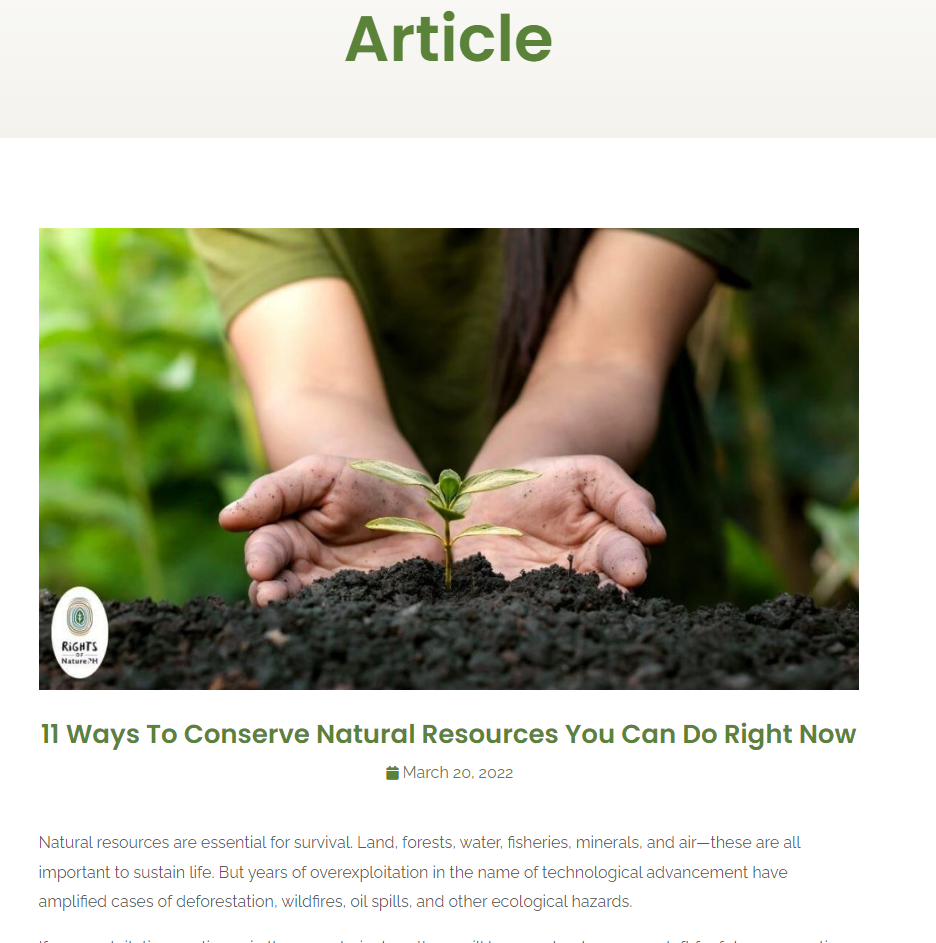 Article
RiGHTS
OF
NaturePH
11 Ways To Conserve Natural Resources You Can Do Right Now
March 20, 2022
Natural resources are essential for survival. Land, forests, water, fisheries, minerals, and air—these are all
important to sustain life. But years of overexploitation in the name of technological advancement have
amplified cases of deforestation, wildfires, oil spills, and other ecological hazards.